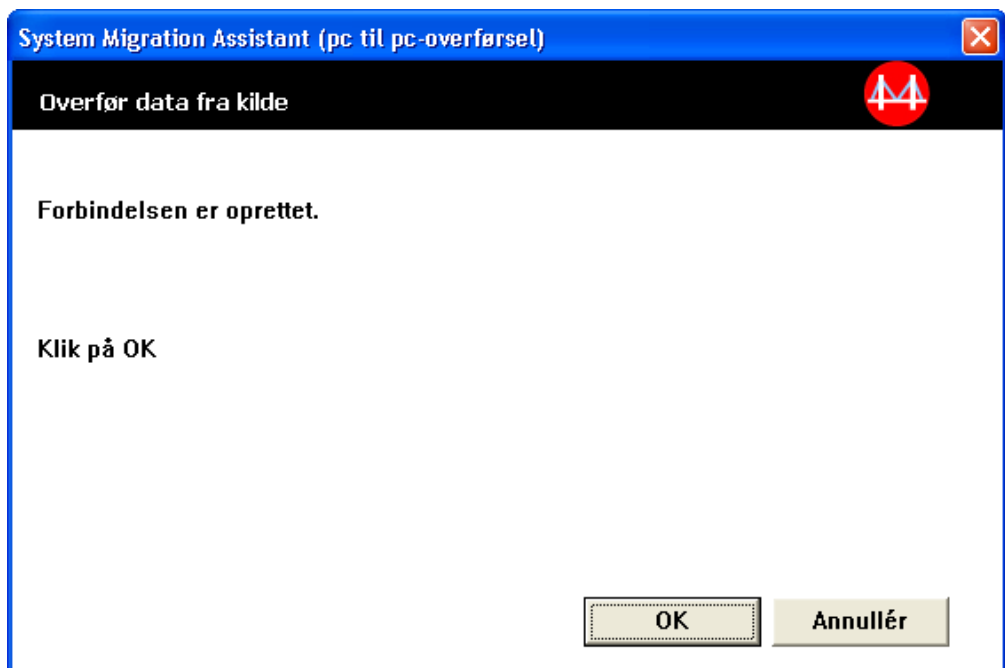 System Migration Assistant (pc til pc-overførsel)
Overfør data fra kilde
Forbindelsen er oprettet.
Klik på OK
OK
Annullér